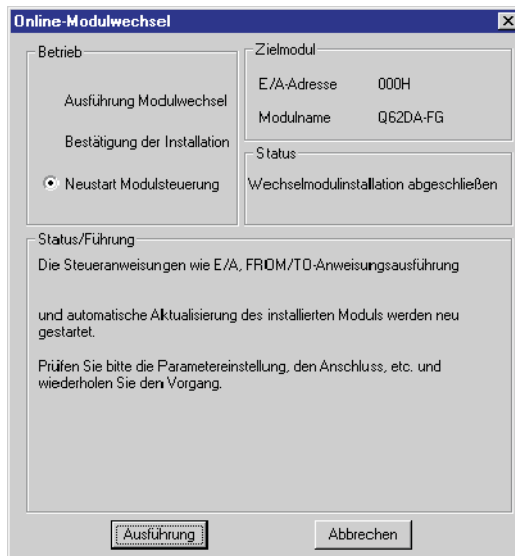 Online-Modulwechsel
Betrieb
Ausführung Modulwechsel
Bestätigung der Installation
Neustart Modulsteuerung
Zielmodul
E/A-Adresse 000H
Modulname Q62DA-FG
Status
Wechselmodulinstallation abgeschließen
Status/Führung
Die Steueranweisungen wie E/A, FROM/TO-Anweisungsausführung
und automatische Aktualisierung des installierten Moduls werden neu
gestartet.
Prüfen Sie bitte die Parametereinstellung, den Anschluss, etc. und
wiederholen Sie den Vorgang.
Ausführung
Abbrechen